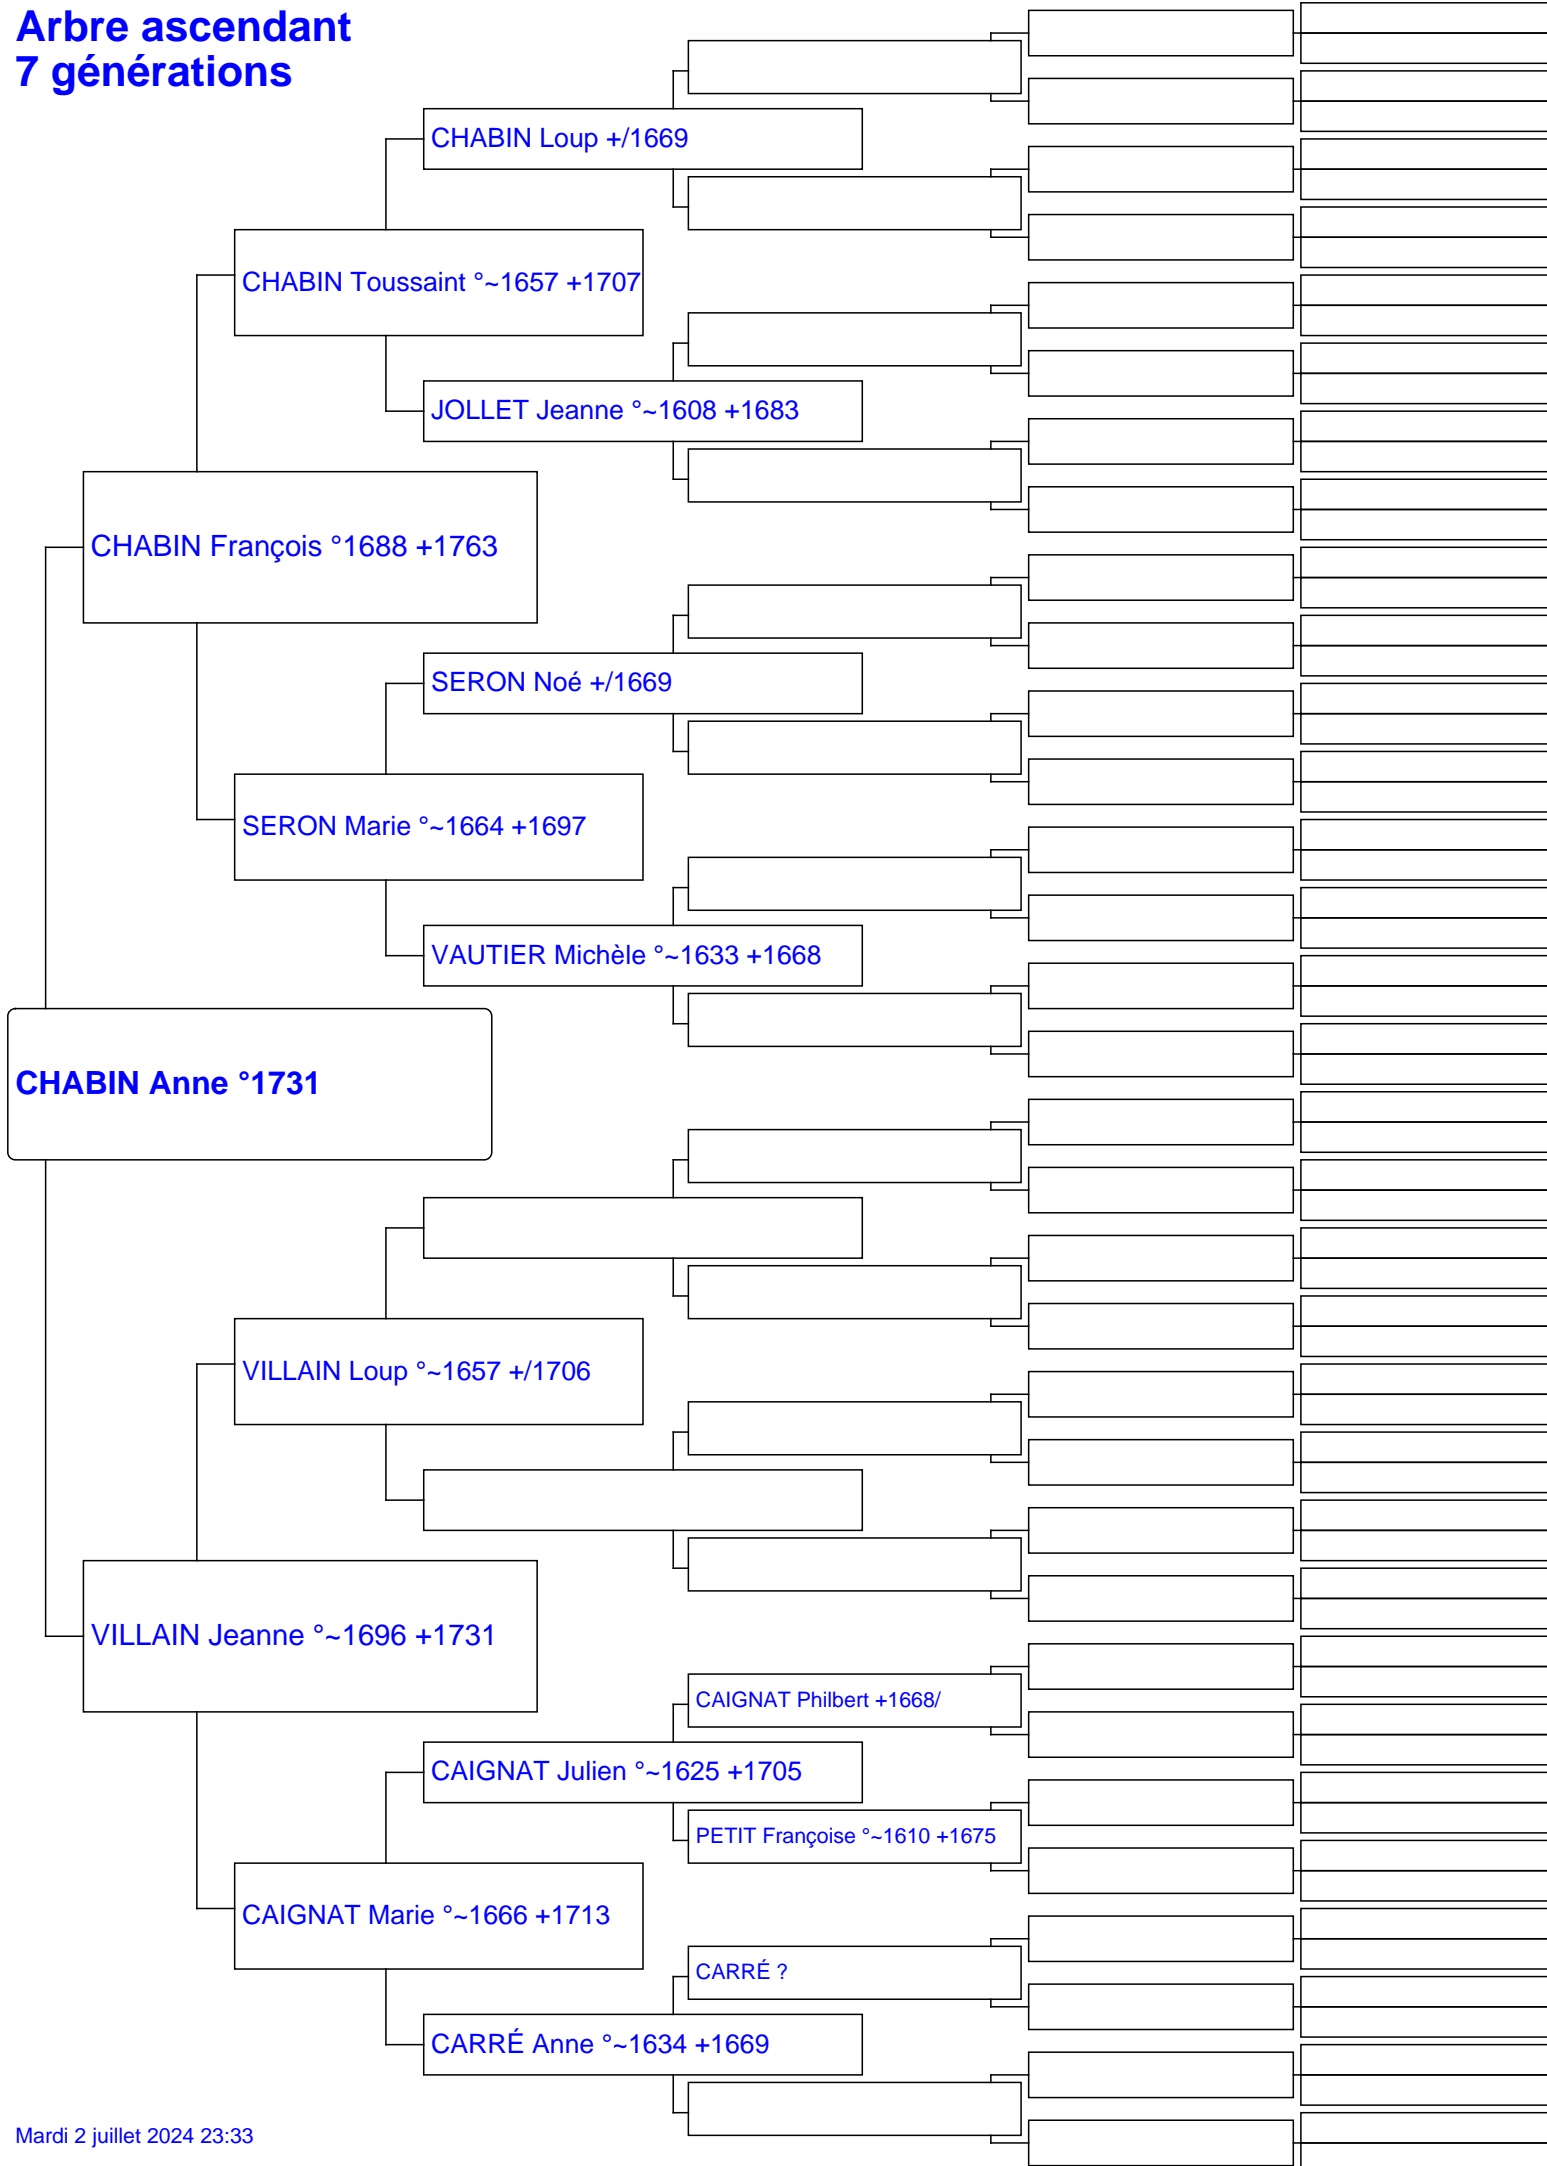 Arbre ascendant
7 générations
CHABIN Loup +/1669
CHABIN Toussaint °~1657 +1707
JOLLET Jeanne °~1608 +1683
CHABIN François °1688 +1763
SERON Noé +/1669
SERON Marie °~1664 +1697
VAUTIER Michèle °~1633 +1668
CHABIN Anne °1731
VILLAIN Loup °~1657 +/1706
VILLAIN Jeanne °~1696 +1731
CAIGNAT Philbert +1668/
CAIGNAT Julien °~1625 +1705
PETIT Françoise °~1610 +1675
CAIGNAT Marie °~1666 +1713
CARRÉ ?
CARRÉ Anne °~1634 +1669
Mardi 2 juillet 2024 23:33